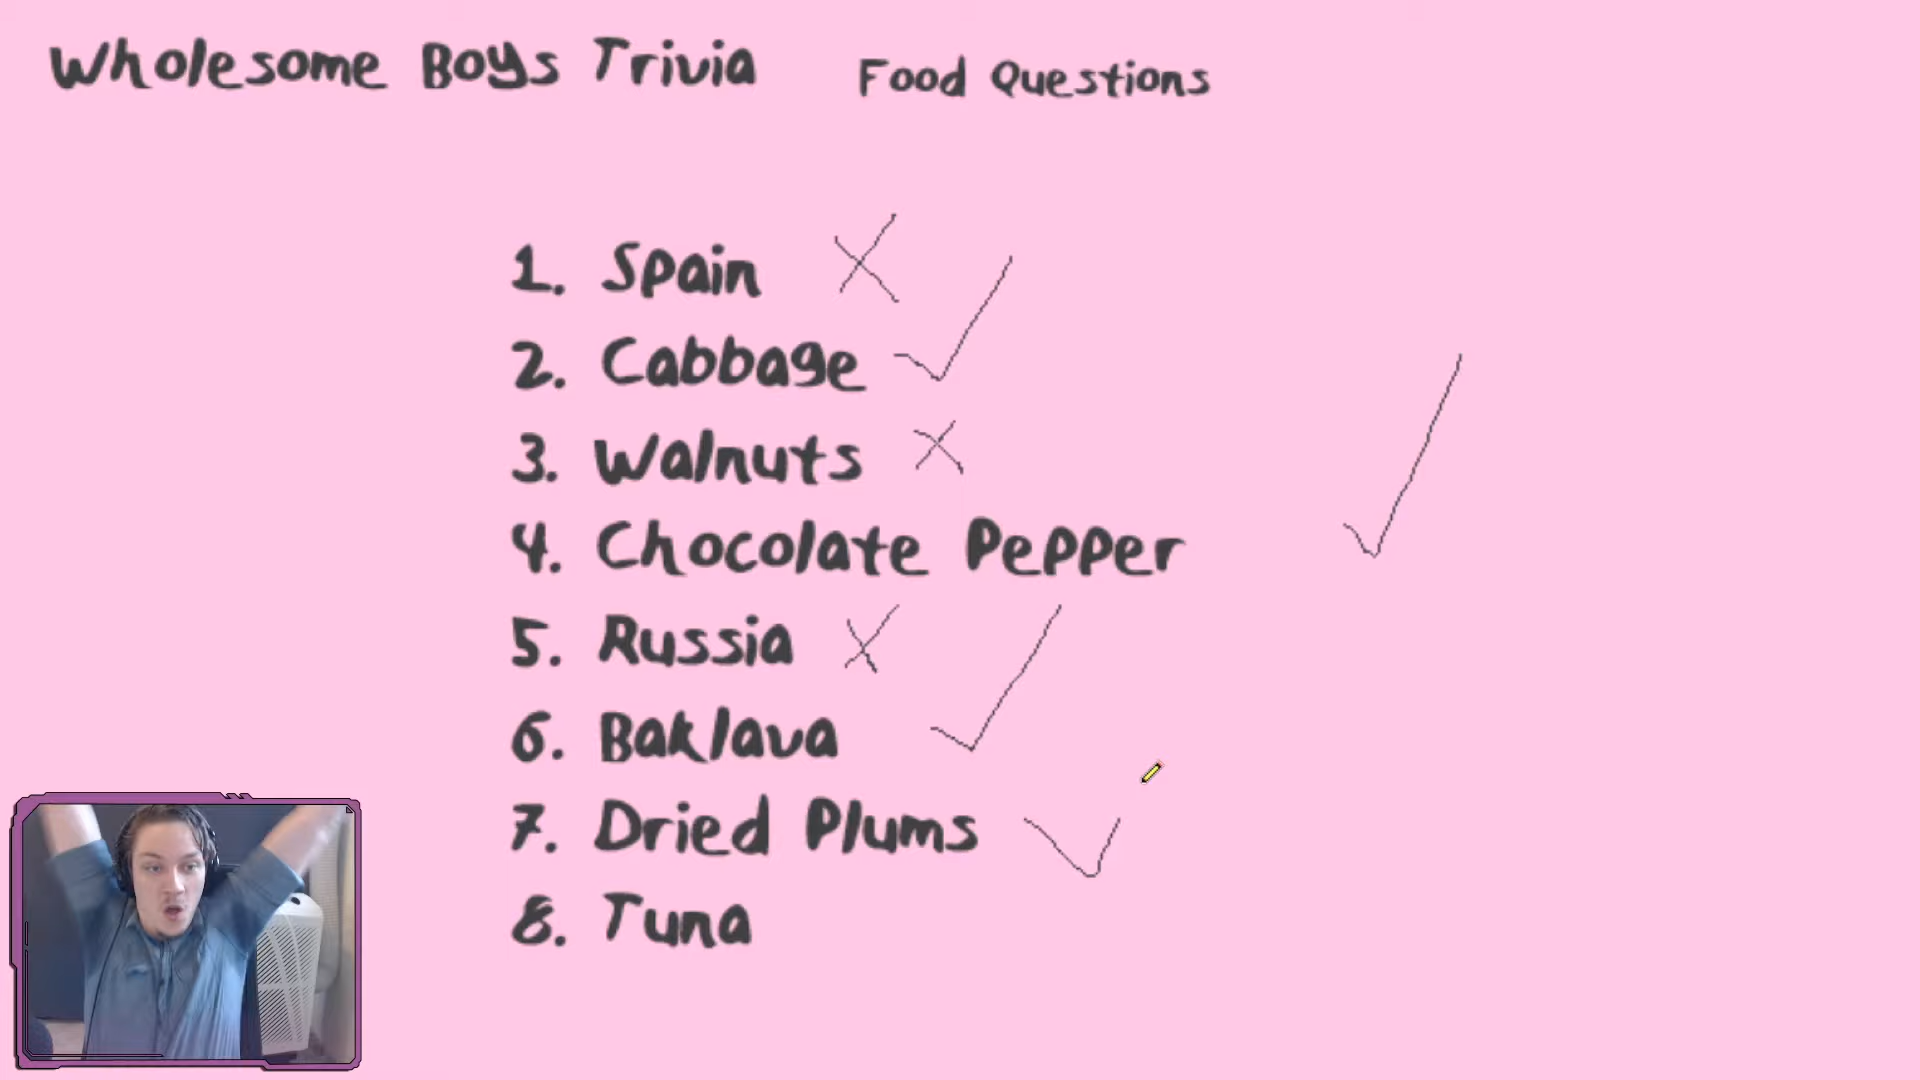 Wholesome Boys Trivia Food Questions
1. Spain
2. Cabbage
3. Walnuts
4. Chocolate Pepper
5. Russia
6. Baklava
7. Dried Plums
8. Tuna